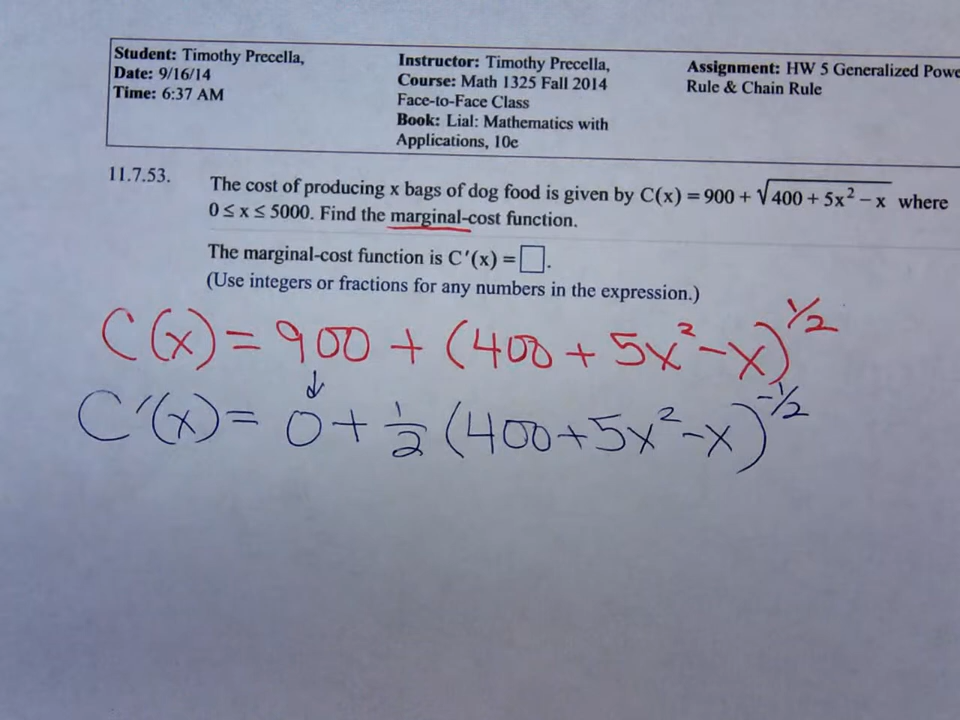 Student: Timothy Precella,
Date: 9/16/14
Time: 6:37 AM
Instructor: Timothy Precella,
Course: Math 1325 Fall 2014
Face-to-Face Class
Book: Lial: Mathematics with
Applications, 10e
Assignment: HW 5 Generalized Powe
Rule & Chain Rule
11.7.53.
The cost of producing x bags of dog food is given by C(x) = 900 + √(400 + 5x² − x) where
0 ≤ x ≤ 5000. Find the marginal-cost function.
The marginal-cost function is C′(x) = □.
(Use integers or fractions for any numbers in the expression.)
C(x) = 900 + (400 + 5x² − x)^1/2
C′(x) = 0 + 1/2 (400 + 5x² − x)^−1/2